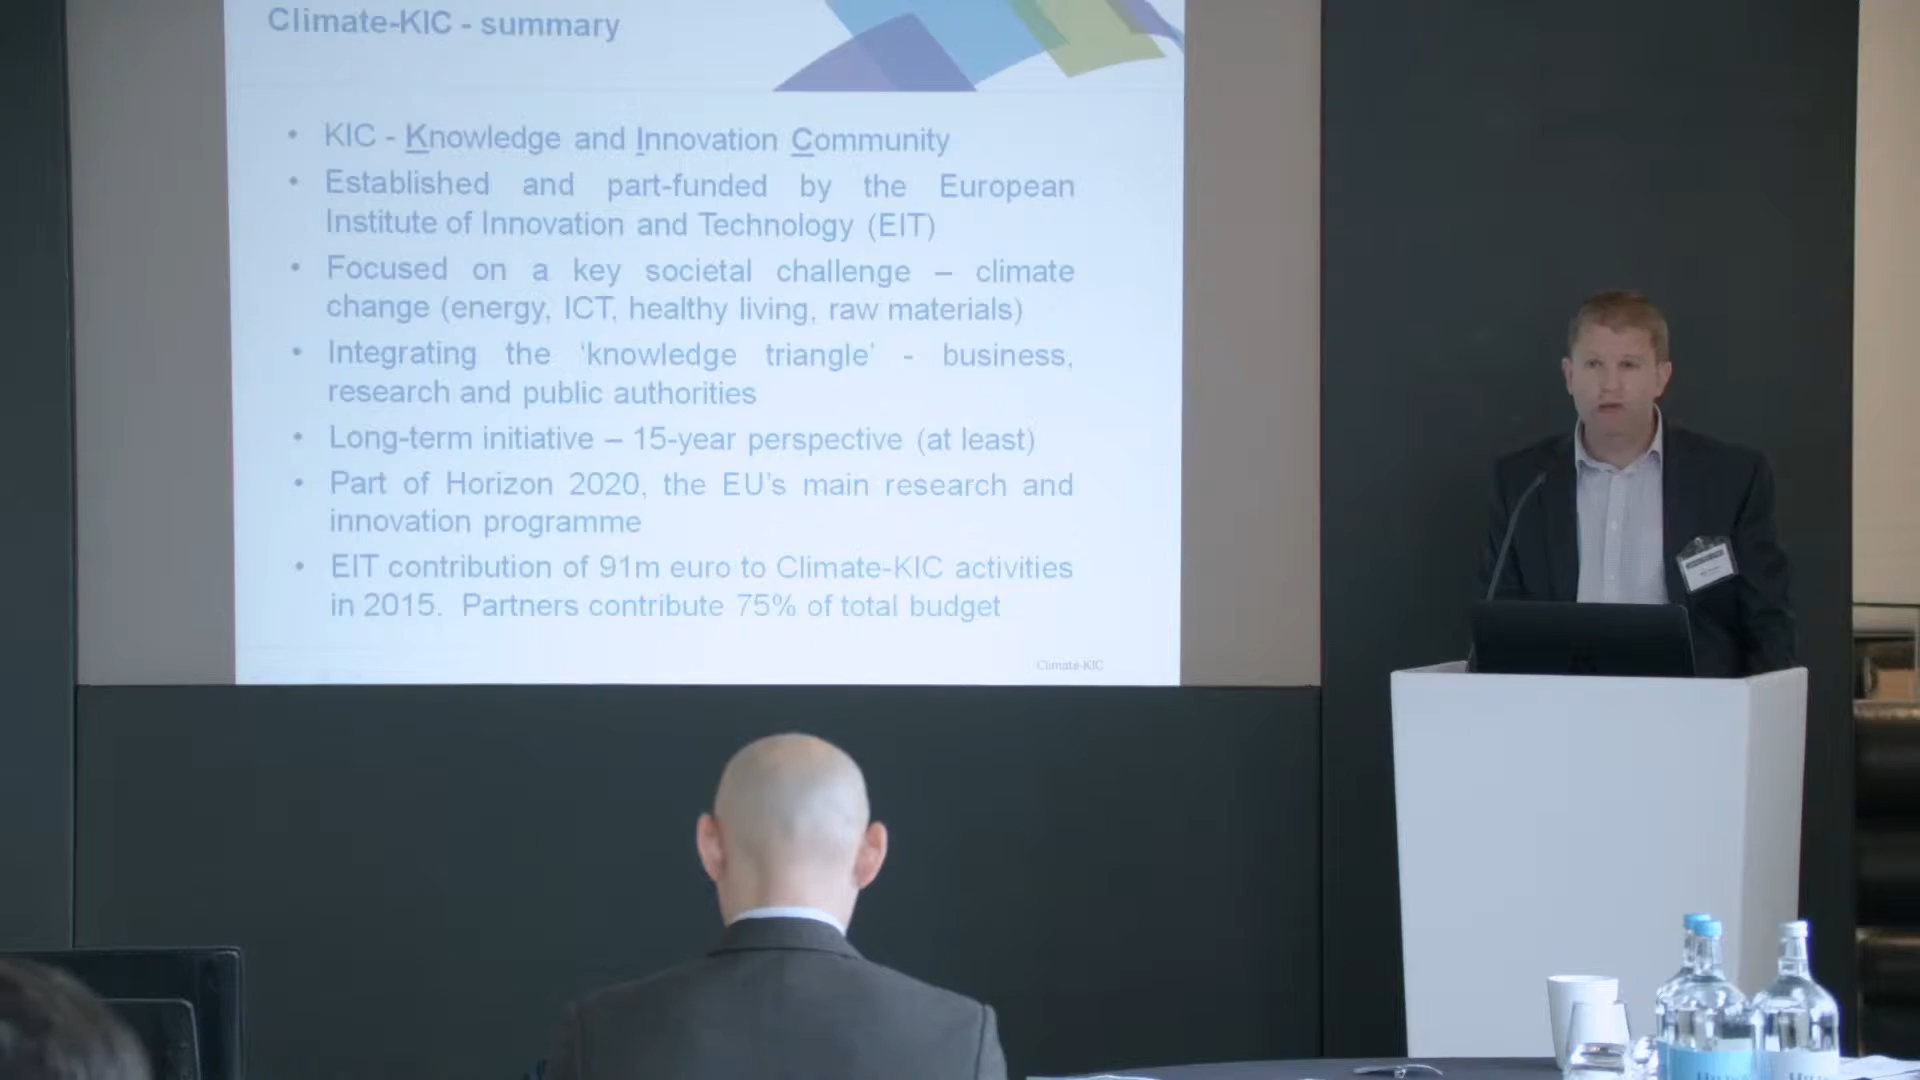 Climate-KIC - summary
• KIC - Knowledge and Innovation Community
• Established and part-funded by the European
Institute of Innovation and Technology (EIT)
• Focused on a key societal challenge – climate
change (energy, ICT, healthy living, raw materials)
• Integrating the ‘knowledge triangle’ - business,
research and public authorities
• Long-term initiative – 15-year perspective (at least)
• Part of Horizon 2020, the EU’s main research and
innovation programme
• EIT contribution of 91m euro to Climate-KIC activities
in 2015. Partners contribute 75% of total budget
Climate-KIC